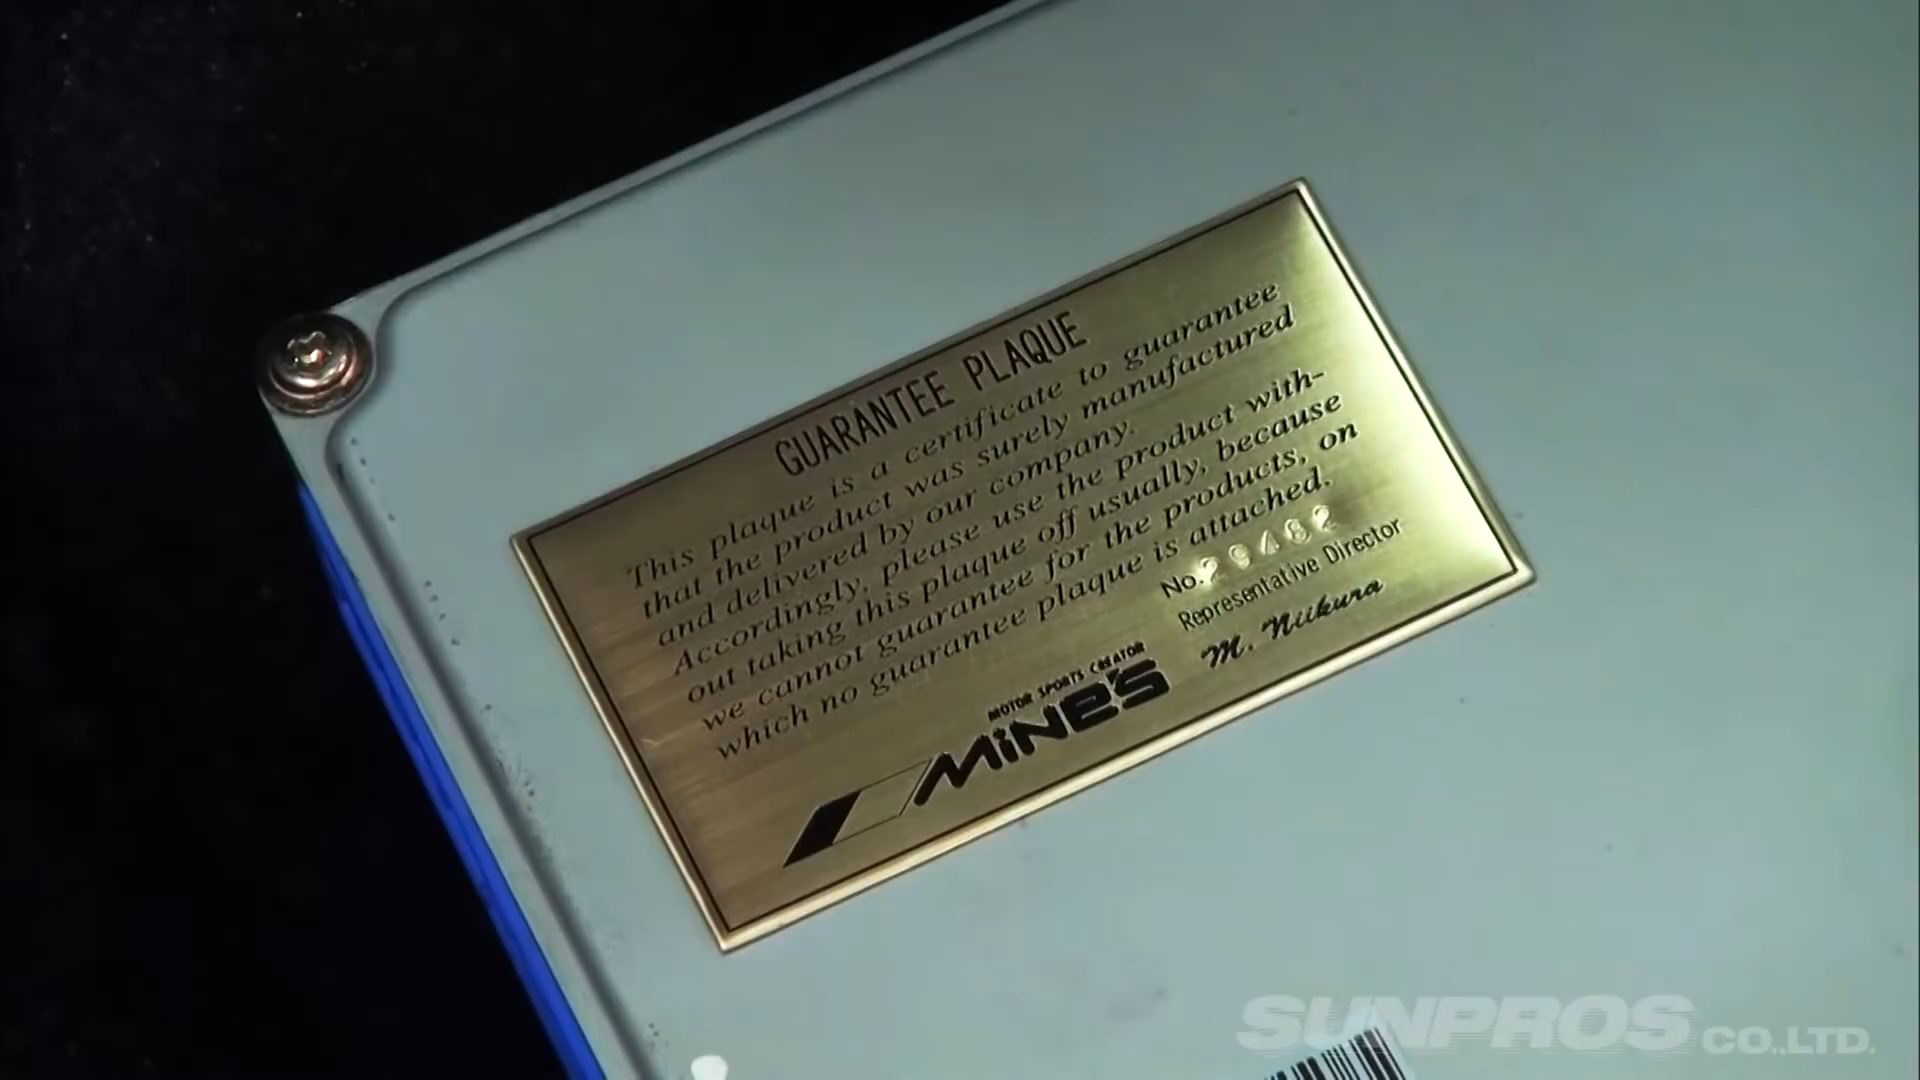 GUARANTEE PLAQUE
This plaque is a certificate to guarantee
that the product was surely manufactured
and delivered by our company.
Accordingly, please use the product with-
out taking this plaque off usually, because
we cannot guarantee for the products, on
which no guarantee plaque is attached.
No.29482
Representative Director
M. Niikura
MOTOR SPORTS CREATOR
MiNe'S
SUNPROS CO.,LTD.